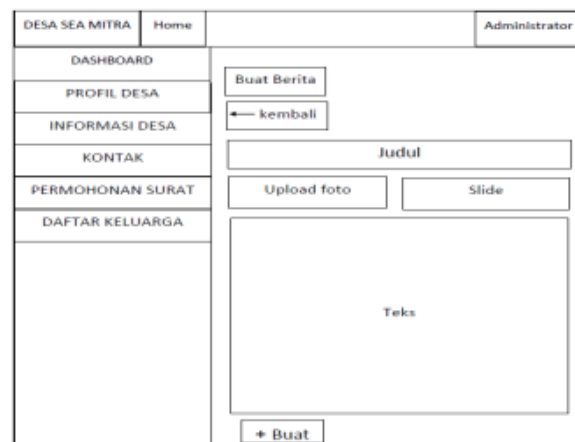 DESA SEA MITRA
Home
Administrator
DASHBOARD
PROFIL DESA
INFORMASI DESA
KONTAK
PERMOHONAN SURAT
DAFTAR KELUARGA
Buat Berita
← kembali
Judul
Upload foto
Slide
Teks
+ Buat